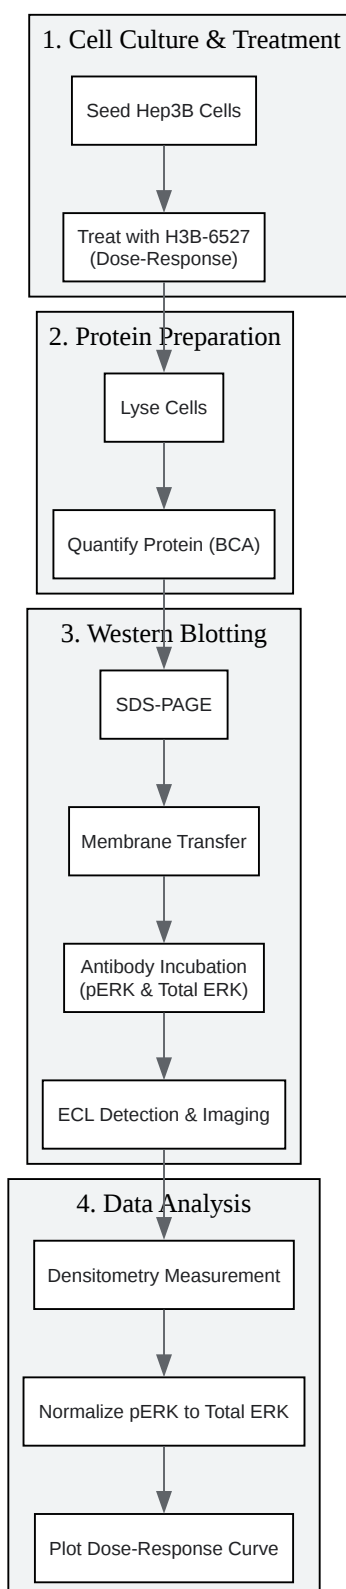 1. Cell Culture & Treatment
Seed Hep3B Cells
Treat with H3B-6527
(Dose-Response)
2. Protein Preparation
Lyse Cells
Quantify Protein (BCA)
3. Western Blotting
SDS-PAGE
Membrane Transfer
Antibody Incubation
(pERK & Total ERK)
ECL Detection & Imaging
4. Data Analysis
Densitometry Measurement
Normalize pERK to Total ERK
Plot Dose-Response Curve